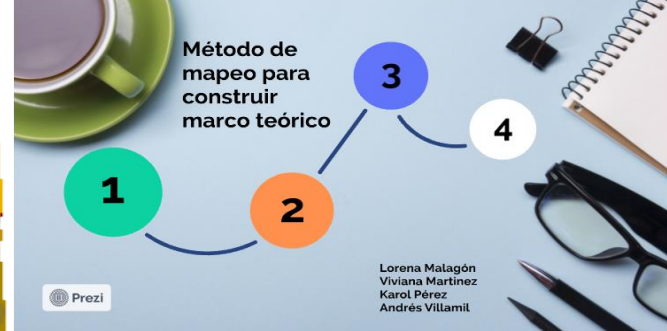 Método de
mapeo para
construir
marco teórico
1
2
3
4
Lorena Malagón
Viviana Martinez
Karol Pérez
Andrés Villamil
Prezi